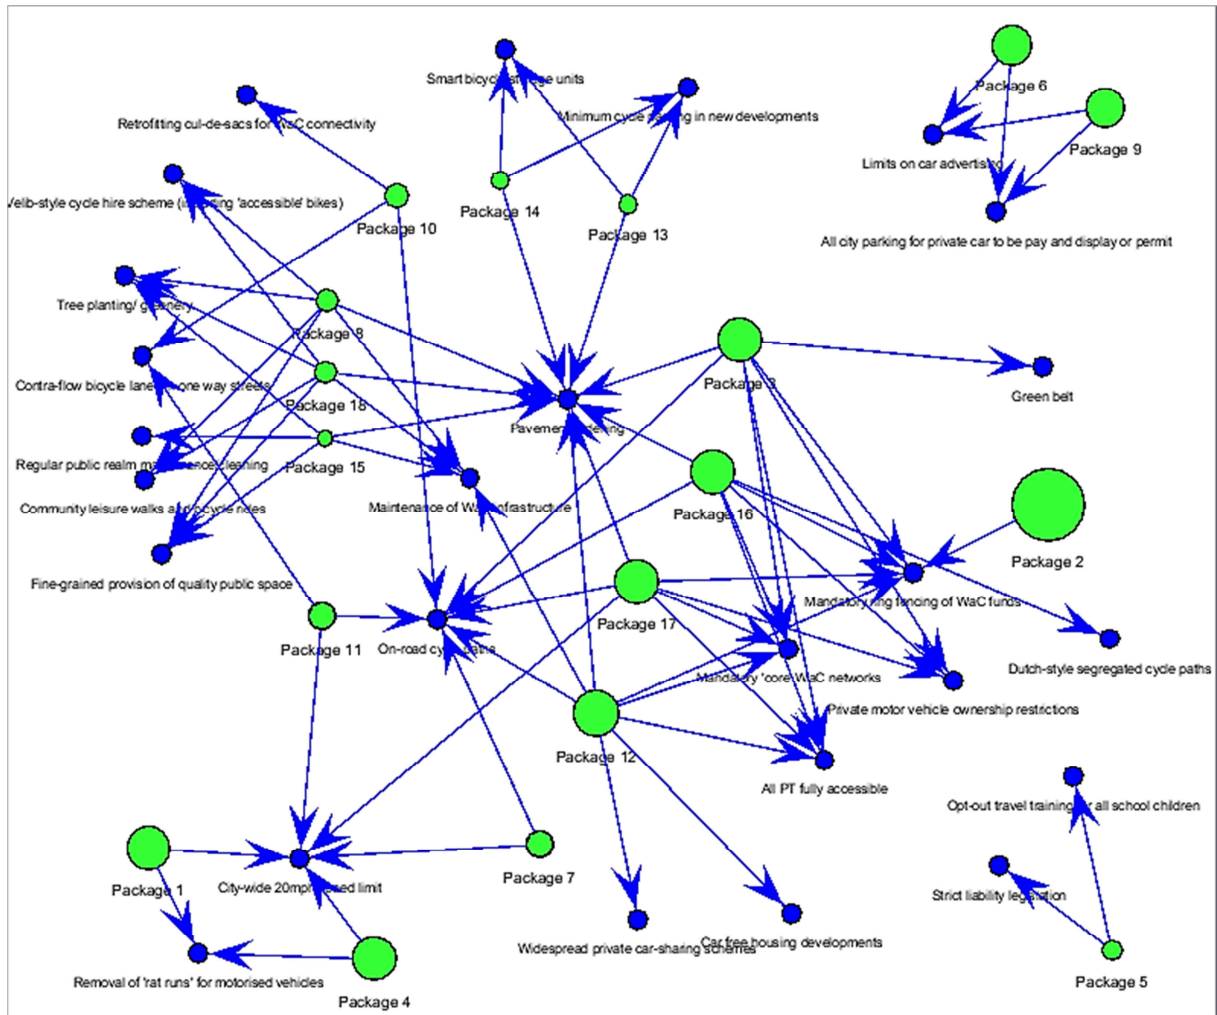 Package 6
Smart bicycle storage units
Minimum cycle parking in new developments
Retrofitting cul-de-sacs for WaC connectivity
Package 9
Limits on car advertising
Velib-style cycle hire scheme (including 'accessible' bikes)
Package 14
Package 10
Package 13
All city parking for private car to be pay and display or permit
Tree planting/ greenery
Package 8
Contra-flow bicycle lanes on one way streets
Package 3
Green belt
Package 18
Pavement widening
Regular public realm maintenance/cleaning
Package 15
Community leisure walks and bicycle rides
Maintenance of WaC infrastructure
Package 16
Package 2
Fine-grained provision of quality public space
Mandatory ring fencing of WaC funds
Package 17
Package 11
On-road cycle paths
Dutch-style segregated cycle paths
Mandatory 'core' WaC networks
Private motor vehicle ownership restrictions
Package 12
All PT fully accessible
Opt-out travel training for all school children
Package 7
Package 1
City-wide 20mph speed limit
Strict liability legislation
Widespread private car-sharing schemes
Car free housing developments
Removal of 'rat runs' for motorised vehicles
Package 5
Package 4